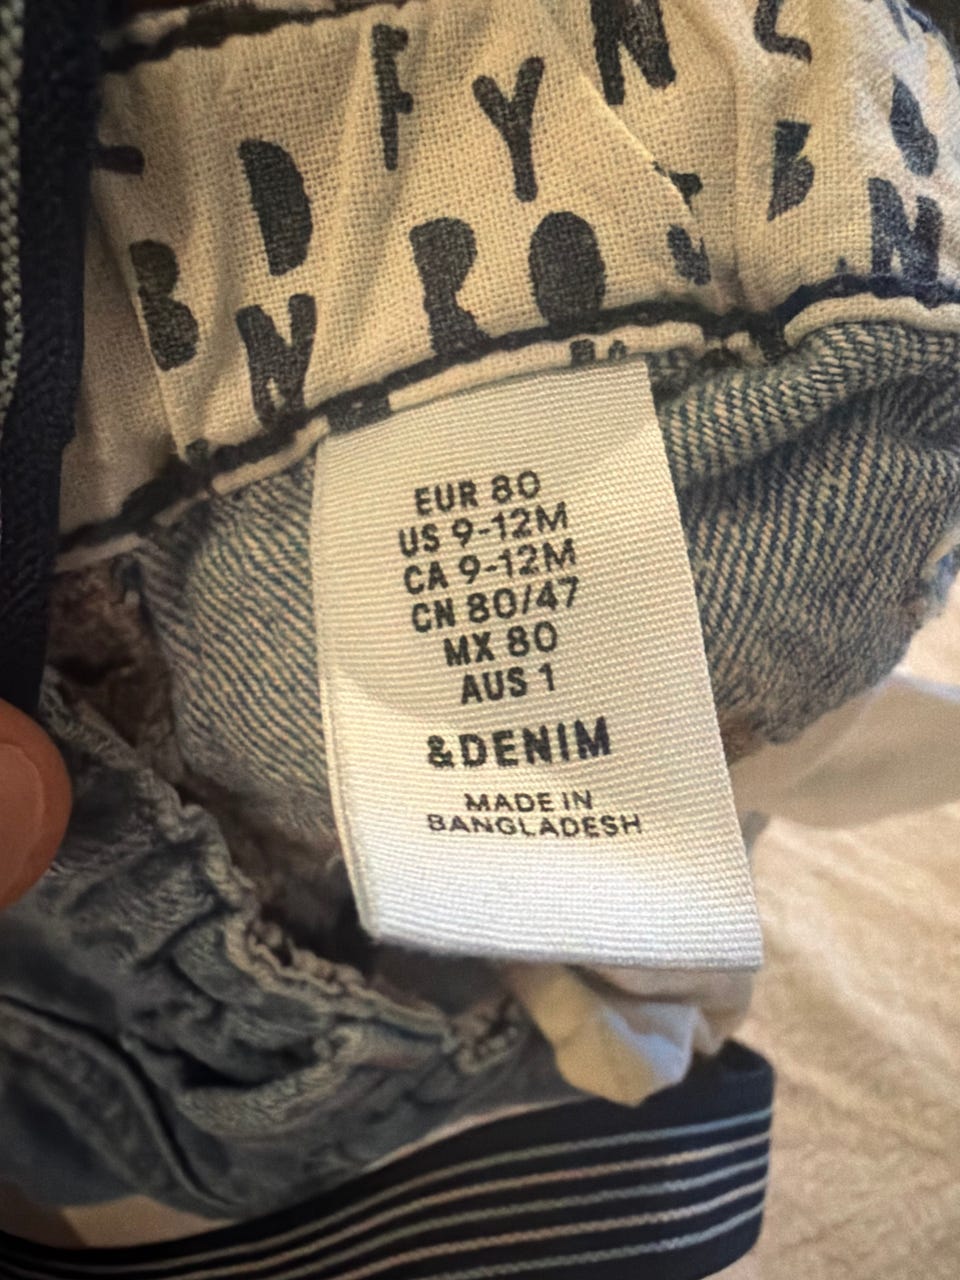 EUR 80
US 9-12M
CA 9-12M
CN 80/47
MX 80
AUS 1
&DENIM
MADE IN
BANGLADESH